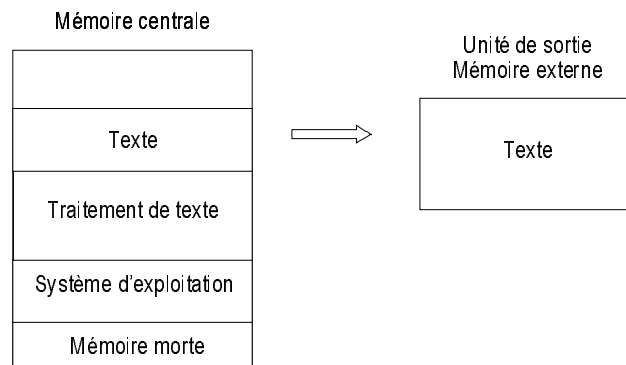 Mémoire centrale
Unité de sortie
Mémoire externe
Texte
Texte
Traitement de texte
Système d'exploitation
Mémoire morte